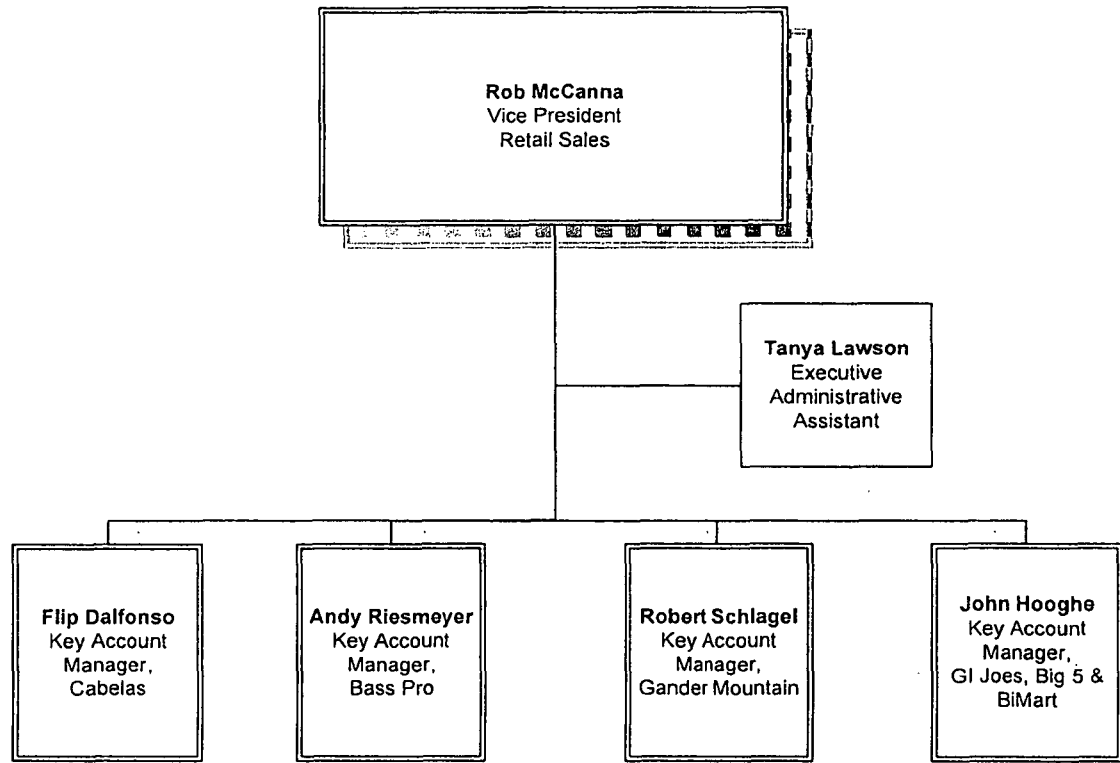 Rob McCanna
Vice President
Retail Sales
Tanya Lawson
Executive
Administrative
Assistant
Flip Dalfonso
Key Account
Manager,
Cabelas
Andy Riesmeyer
Key Account
Manager,
Bass Pro
Robert Schlagel
Key Account
Manager,
Gander Mountain
John Hooghe
Key Account
Manager,
GI Joes, Big 5 &
BiMart